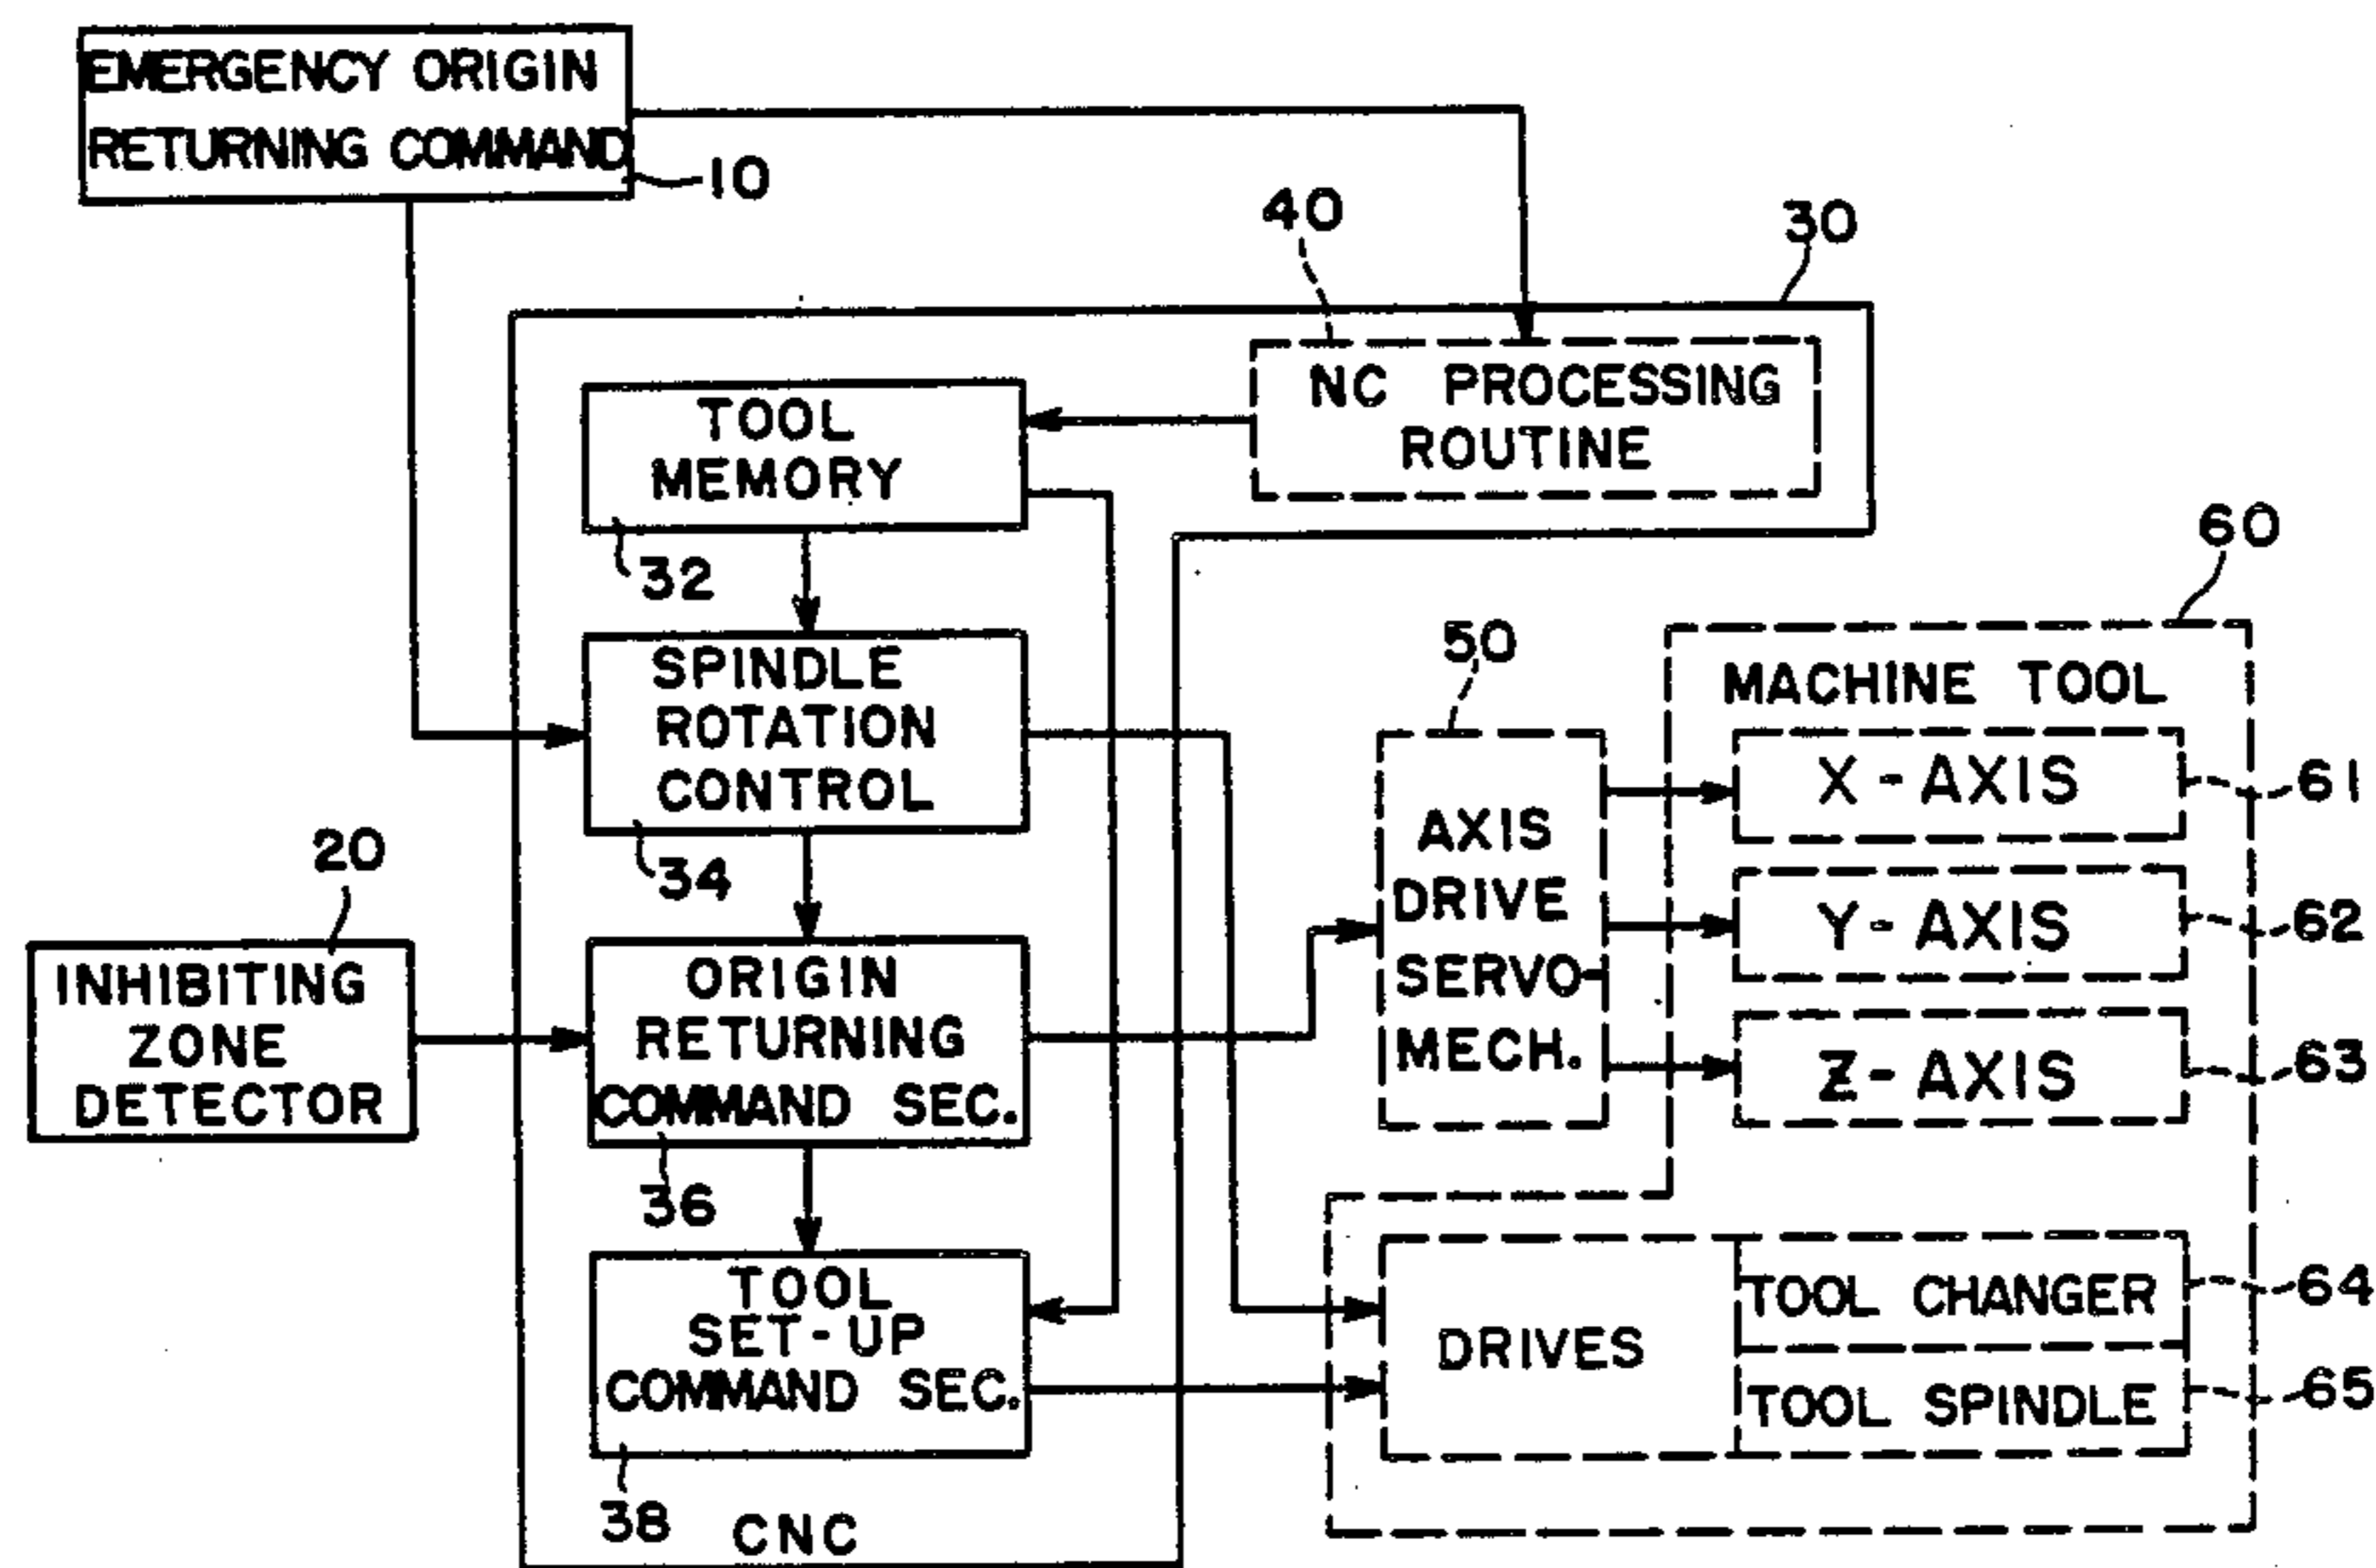 EMERGENCY ORIGIN
RETURNING COMMAND
10
40
30
NC PROCESSING
ROUTINE
TOOL
MEMORY
32
60
SPINDLE
ROTATION
CONTROL
34
50
MACHINE TOOL
X-AXIS
61
AXIS
DRIVE
SERVO-
MECH.
Y-AXIS
62
Z-AXIS
63
20
INHIBITING
ZONE
DETECTOR
ORIGIN
RETURNING
COMMAND SEC.
36
TOOL
SET-UP
COMMAND SEC.
38
CNC
DRIVES
TOOL CHANGER
64
TOOL SPINDLE
65